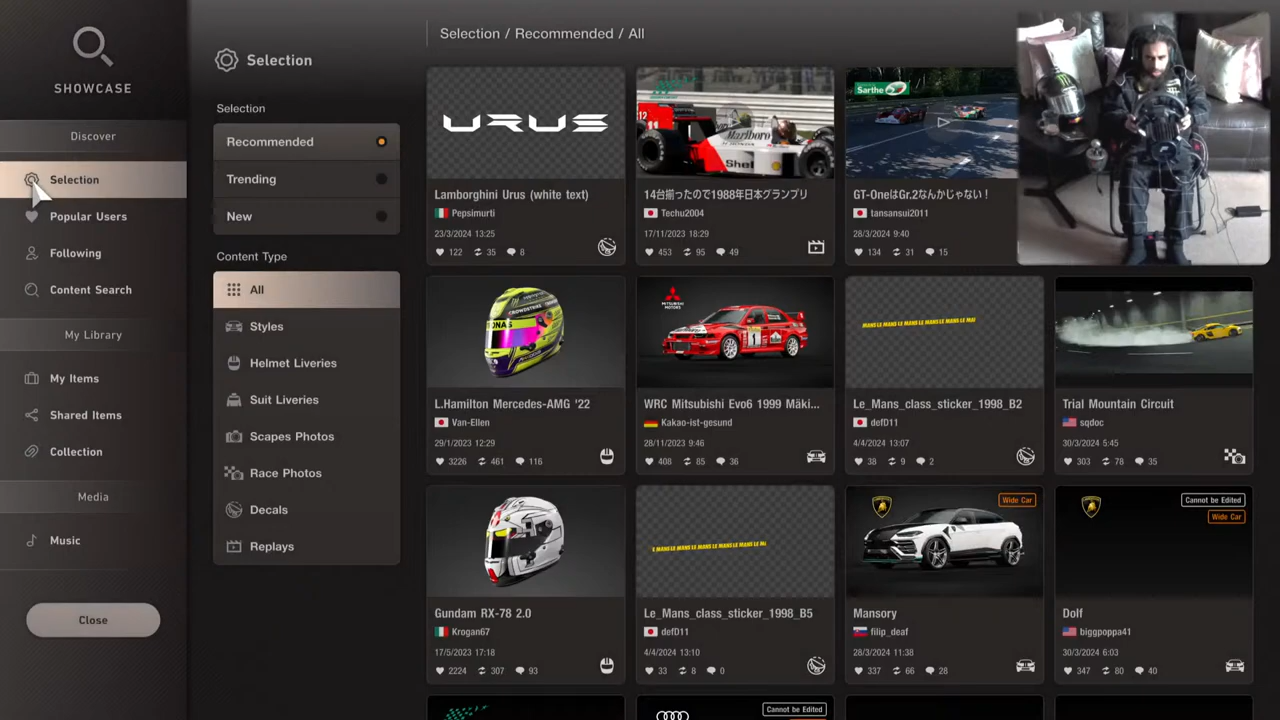 SHOWCASE
Discover
Selection
Popular Users
Following
Content Search
My Library
My Items
Shared Items
Collection
Media
Music
Close
Selection
Selection
Recommended
Trending
New
Content Type
All
Styles
Helmet Liveries
Suit Liveries
Scapes Photos
Race Photos
Decals
Replays
Selection / Recommended / All
URUS
Lamborghini Urus (white text)
Pepsimurti
23/3/2024 13:25
122 35 8
Marlboro
Shell
14台揃ったので1988年日本グランプリ
Techu2004
17/11/2023 18:29
453 95 49
Sarthe
GT-OneはGr.2なんかじゃない!
tansansui2011
28/3/2024 9:40
134 31 15
L.Hamilton Mercedes-AMG '22
Van-Ellen
29/1/2023 12:29
3226 461 116
MITSUBISHI
MOTORS
1
WRC Mitsubishi Evo6 1999 Mäki...
Kakao-ist-gesund
28/11/2023 9:46
408 85 36
Le_Mans_class_sticker_1998_B2
defD11
4/4/2024 13:07
38 9 2
Trial Mountain Circuit
sqdoc
30/3/2024 5:45
303 78 35
Gundam RX-78 2.0
Krogan67
17/5/2023 17:18
2224 307 93
Le_Mans_class_sticker_1998_B5
defD11
4/4/2024 13:10
33 8 0
Wide Car
Mansory
filip_deaf
28/3/2024 11:38
337 66 28
Cannot be Edited
Wide Car
Dolf
biggpoppa41
30/3/2024 6:03
347 80 40
Cannot be Edited